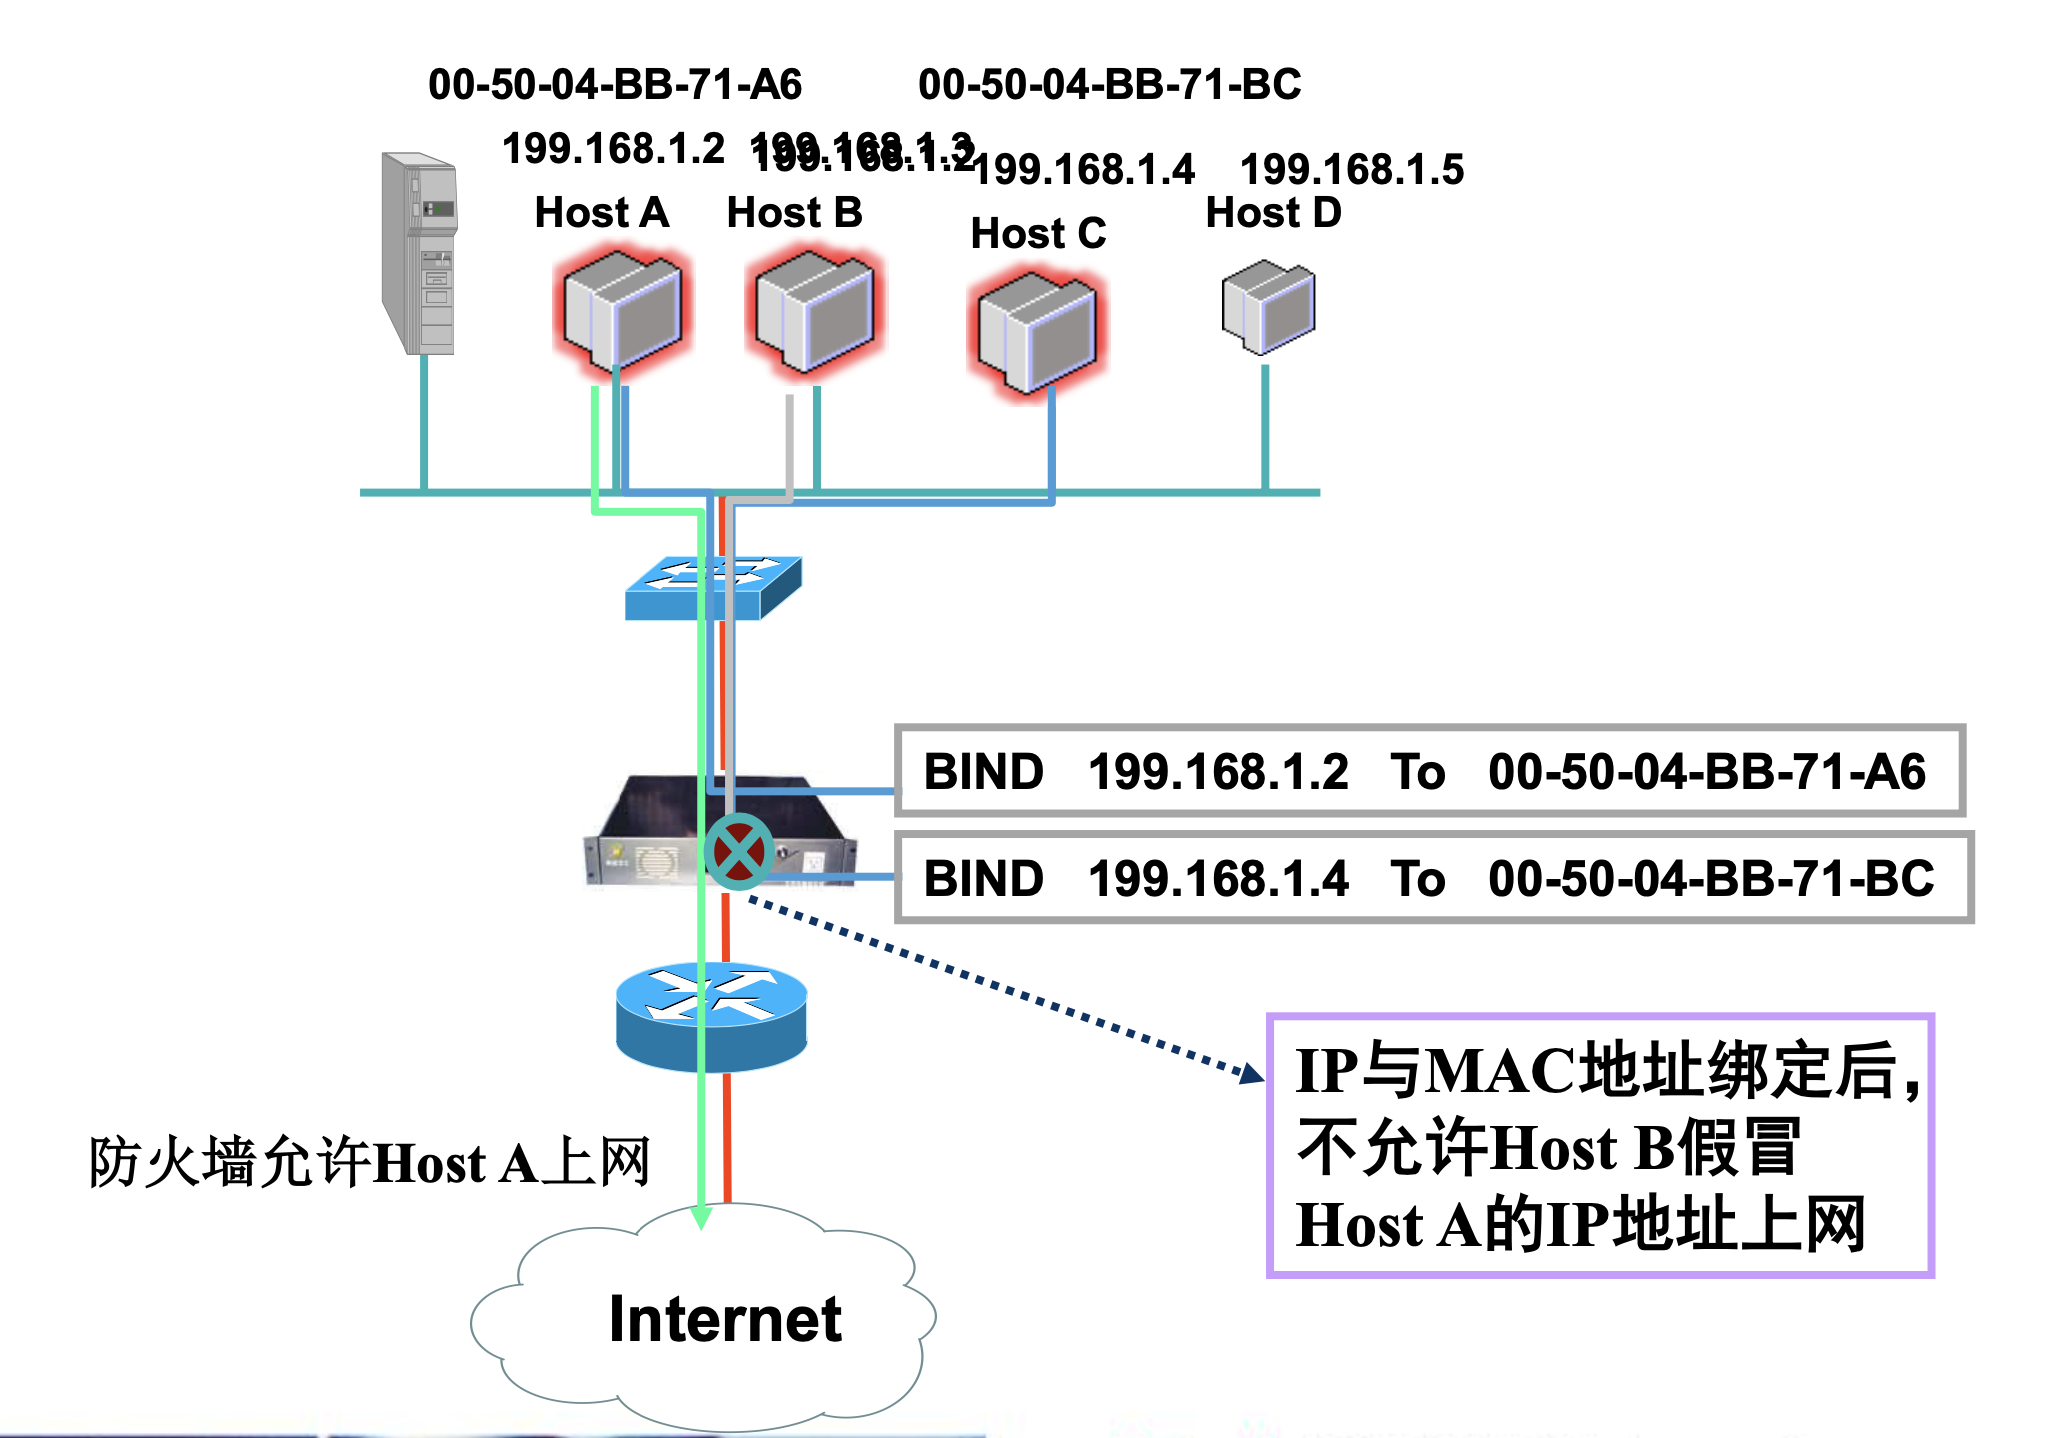 00-50-04-BB-71-A6
00-50-04-BB-71-BC
199.168.1.2
199.168.1.3
199.168.1.2
199.168.1.4
199.168.1.5
Host A
Host B
Host C
Host D
BIND 199.168.1.2 To 00-50-04-BB-71-A6
BIND 199.168.1.4 To 00-50-04-BB-71-BC
IP与MAC地址绑定后，
不允许Host B假冒
Host A的IP地址上网
防火墙允许Host A上网
Internet